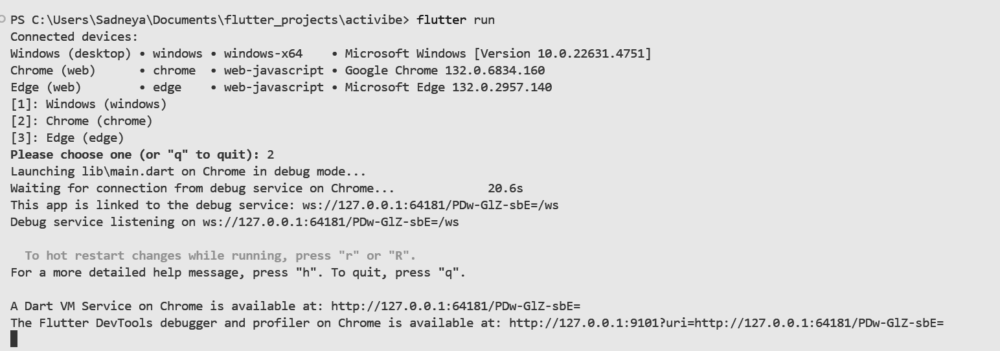 PS C:\Users\Sadneya\Documents\flutter_projects\activibe> flutter run
Connected devices:
Windows (desktop) • windows • windows-x64    • Microsoft Windows [Version 10.0.22631.4751]
Chrome (web)      • chrome  • web-javascript • Google Chrome 132.0.6834.160
Edge (web)        • edge    • web-javascript • Microsoft Edge 132.0.2957.140
[1]: Windows (windows)
[2]: Chrome (chrome)
[3]: Edge (edge)
Please choose one (or "q" to quit): 2
Launching lib\main.dart on Chrome in debug mode...
Waiting for connection from debug service on Chrome...             20.6s
This app is linked to the debug service: ws://127.0.0.1:64181/PDw-GlZ-sbE=/ws
Debug service listening on ws://127.0.0.1:64181/PDw-GlZ-sbE=/ws
To hot restart changes while running, press "r" or "R".
For a more detailed help message, press "h". To quit, press "q".
A Dart VM Service on Chrome is available at: http://127.0.0.1:64181/PDw-GlZ-sbE=
The Flutter DevTools debugger and profiler on Chrome is available at: http://127.0.0.1:9101?uri=http://127.0.0.1:64181/PDw-GlZ-sbE=